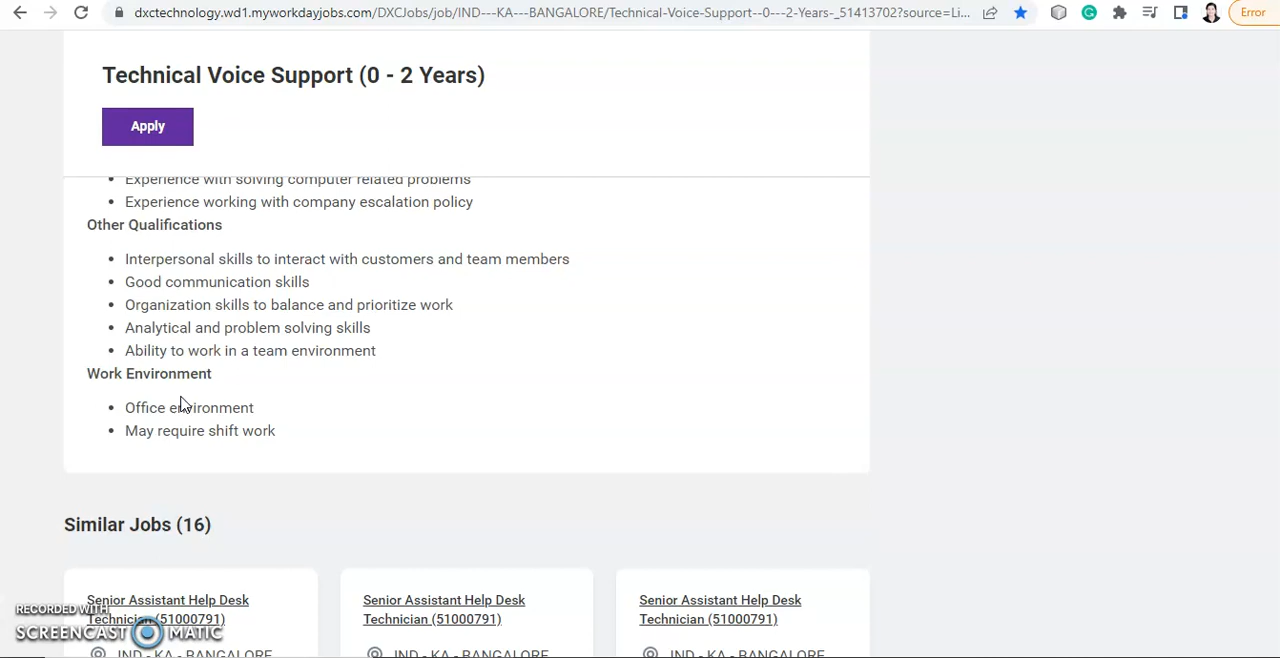 dxctechnology.wd1.myworkdayjobs.com/DXCJobs/job/IND---KA---BANGALORE/Technical-Voice-Support--0---2-Years-_51413702?source=Li...
Error
Technical Voice Support (0 - 2 Years)
Apply
• Experience with solving computer related problems
• Experience working with company escalation policy
Other Qualifications
• Interpersonal skills to interact with customers and team members
• Good communication skills
• Organization skills to balance and prioritize work
• Analytical and problem solving skills
• Ability to work in a team environment
Work Environment
• Office environment
• May require shift work
Similar Jobs (16)
Senior Assistant Help Desk
Technician (51000791)
IND - KA - BANGALORE
Senior Assistant Help Desk
Technician (51000791)
IND - KA - BANGALORE
Senior Assistant Help Desk
Technician (51000791)
IND - KA - BANGALORE
RECORDED WITH
SCREENCAST MATIC